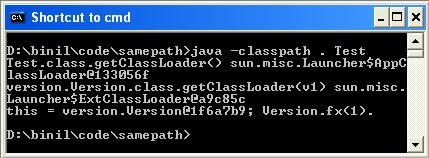 Shortcut to cmd
D:\binil\code\samepath>java -classpath . Test
Test.class.getClassLoader() sun.misc.Launcher$AppC
lassLoader@133056f
version.Version.class.getClassLoader(v1) sun.misc.
Launcher$ExtClassLoader@a9c85c
this = version.Version@1f6a7b9; Version.fx(1).
D:\binil\code\samepath>